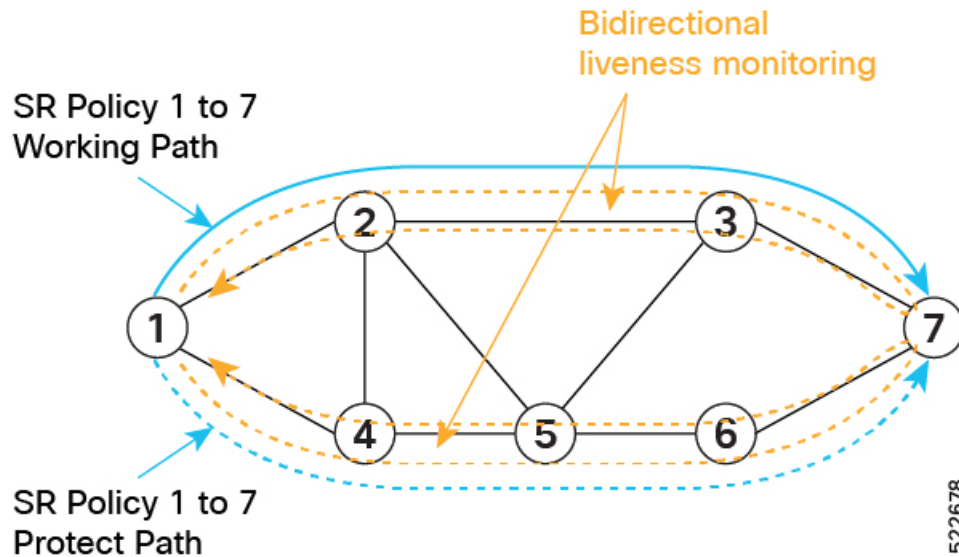 Bidirectional
liveness monitoring
SR Policy 1 to 7
Working Path
2
3
1
7
4
5
6
SR Policy 1 to 7
Protect Path
522678